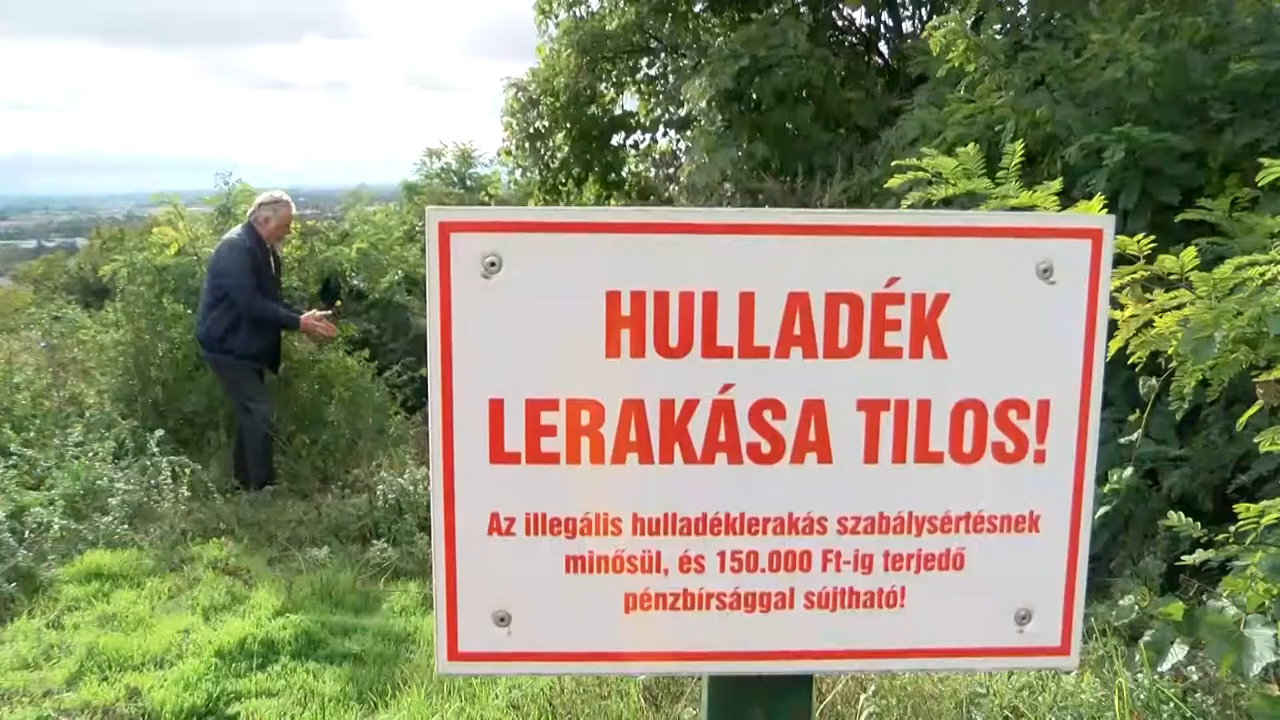 HULLADÉK
LERAKÁSA TILOS!
Az illegális hulladéklerakás szabálysértésnek
minősül, és 150.000 Ft-ig terjedő
pénzbírsággal sújtható!